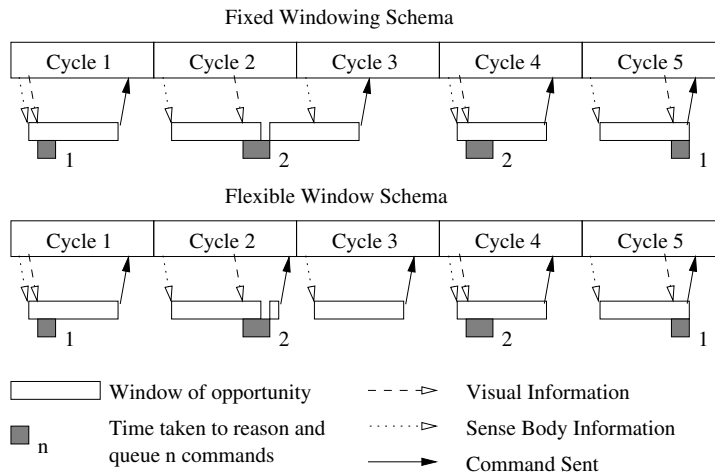 Fixed Windowing Schema
Cycle 1 Cycle 2 Cycle 3 Cycle 4 Cycle 5
1 2 2 1
Flexible Window Schema
Cycle 1 Cycle 2 Cycle 3 Cycle 4 Cycle 5
1 2 2 1
Window of opportunity
n Time taken to reason and
queue n commands
Visual Information
Sense Body Information
Command Sent